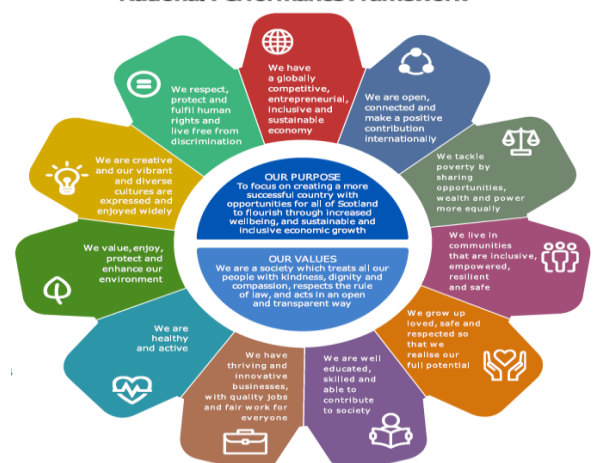 National Performance Framework
We have
a globally
competitive,
entrepreneurial,
inclusive and
sustainable
economy
We are open,
connected and
make a positive
contribution
internationally
We tackle
poverty by
sharing
opportunities,
wealth and power
more equally
We live in
communities
that are inclusive,
empowered,
resilient
and safe
We grow up
loved, safe and
respected so
that we
realise our
full potential
We are well
educated,
skilled and
able to
contribute
to society
We have
thriving and
innovative
businesses,
with quality jobs
and fair work for
everyone
We are
healthy
and active
We value, enjoy,
protect and
enhance our
environment
We are creative
and our vibrant
and diverse
cultures are
expressed and
enjoyed widely
We respect,
protect and
fulfil human
rights and
live free from
discrimination
OUR PURPOSE
To focus on creating a more
successful country with
opportunities for all of Scotland
to flourish through increased
wellbeing, and sustainable and
inclusive economic growth
OUR VALUES
We are a society which treats all our
people with kindness, dignity and
compassion, respects the rule
of law, and acts in an open
and transparent way